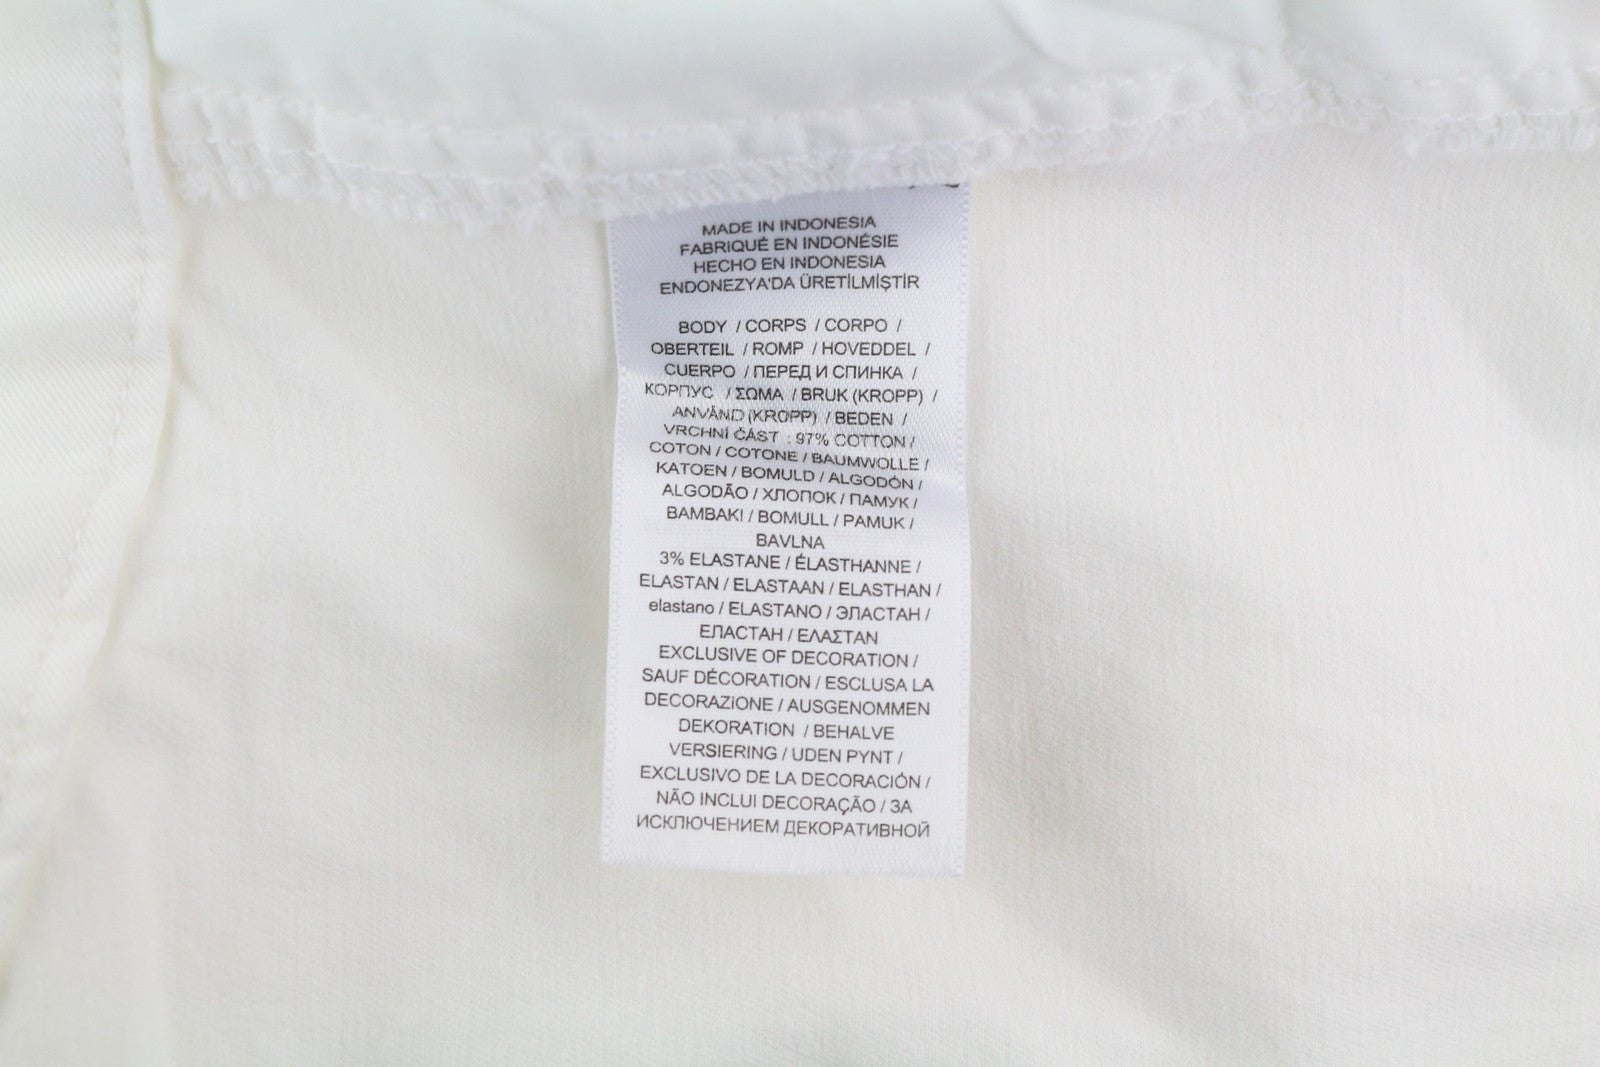 MADE IN INDONESIA
FABRIQUÉ EN INDONÉSIE
HECHO EN INDONESIA
ENDONEZYA'DA ÜRETİLMİŞTİR
BODY / CORPS / CORPO /
OBERTEIL / ROMP / HOVEDDEL /
CUERPO / ПЕРЕД И СПИНКА /
КОРПУС / ΣΩΜΑ / BRUK (KROPP) /
ANVÄND (KROPP) / BEDEN /
VRCHNÍ ČÁST : 97% COTTON /
COTON / COTONE / BAUMWOLLE /
KATOEN / BOMULD / ALGODÓN /
ALGODÃO / ХЛОПОК / ПАМУК /
BAMBAKI / BOMULL / PAMUK /
BAVLNA
3% ELASTANE / ÉLASTHANNE /
ELASTAN / ELASTAAN / ELASTHAN /
elastano / ELASTANO / ЭЛАСТАН /
ЕЛАСТАН / ΕΛΑΣΤΑΝ
EXCLUSIVE OF DECORATION /
SAUF DÉCORATION / ESCLUSA LA
DECORAZIONE / AUSGENOMMEN
DEKORATION / BEHALVE
VERSIERING / UDEN PYNT /
EXCLUSIVO DE LA DECORACIÓN /
NÃO INCLUI DECORAÇÃO / ЗА
ИСКЛЮЧЕНИЕМ ДЕКОРАТИВНОЙ